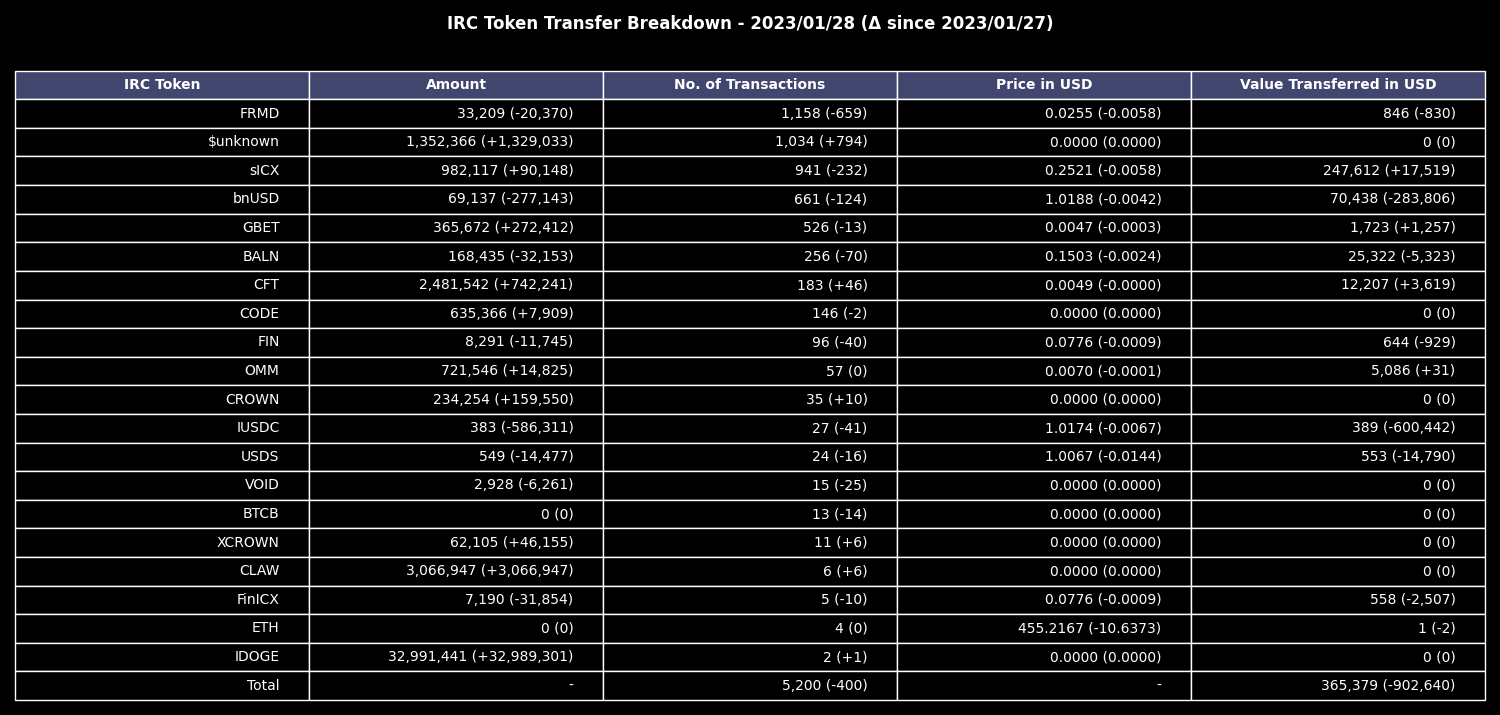 IRC Token Transfer Breakdown - 2023/01/28 (Δ since 2023/01/27)
IRC Token Amount No. of Transactions Price in USD Value Transferred in USD
FRMD 33,209 (-20,370) 1,158 (-659) 0.0255 (-0.0058) 846 (-830)
$unknown 1,352,366 (+1,329,033) 1,034 (+794) 0.0000 (0.0000) 0 (0)
sICX 982,117 (+90,148) 941 (-232) 0.2521 (-0.0058) 247,612 (+17,519)
bnUSD 69,137 (-277,143) 661 (-124) 1.0188 (-0.0042) 70,438 (-283,806)
GBET 365,672 (+272,412) 526 (-13) 0.0047 (-0.0003) 1,723 (+1,257)
BALN 168,435 (-32,153) 256 (-70) 0.1503 (-0.0024) 25,322 (-5,323)
CFT 2,481,542 (+742,241) 183 (+46) 0.0049 (-0.0000) 12,207 (+3,619)
CODE 635,366 (+7,909) 146 (-2) 0.0000 (0.0000) 0 (0)
FIN 8,291 (-11,745) 96 (-40) 0.0776 (-0.0009) 644 (-929)
OMM 721,546 (+14,825) 57 (0) 0.0070 (-0.0001) 5,086 (+31)
CROWN 234,254 (+159,550) 35 (+10) 0.0000 (0.0000) 0 (0)
IUSDC 383 (-586,311) 27 (-41) 1.0174 (-0.0067) 389 (-600,442)
USDS 549 (-14,477) 24 (-16) 1.0067 (-0.0144) 553 (-14,790)
VOID 2,928 (-6,261) 15 (-25) 0.0000 (0.0000) 0 (0)
BTCB 0 (0) 13 (-14) 0.0000 (0.0000) 0 (0)
XCROWN 62,105 (+46,155) 11 (+6) 0.0000 (0.0000) 0 (0)
CLAW 3,066,947 (+3,066,947) 6 (+6) 0.0000 (0.0000) 0 (0)
FinICX 7,190 (-31,854) 5 (-10) 0.0776 (-0.0009) 558 (-2,507)
ETH 0 (0) 4 (0) 455.2167 (-10.6373) 1 (-2)
IDOGE 32,991,441 (+32,989,301) 2 (+1) 0.0000 (0.0000) 0 (0)
Total - 5,200 (-400) - 365,379 (-902,640)